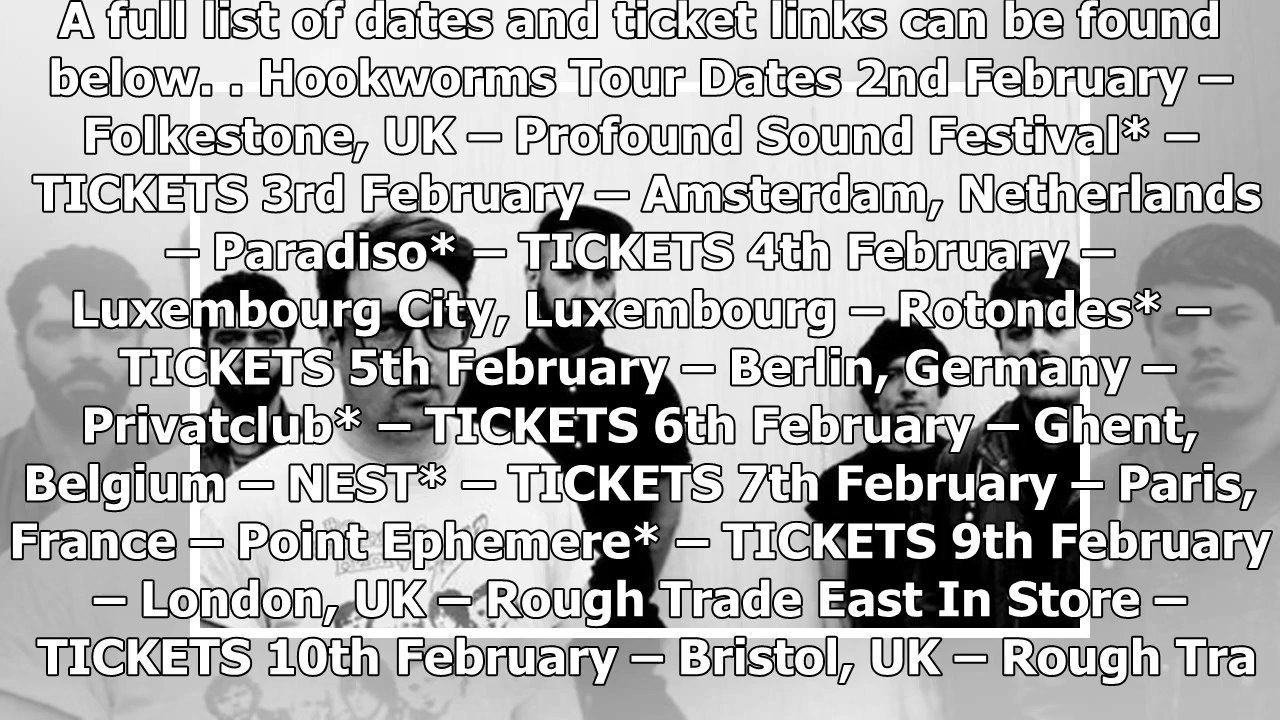 A full list of dates and ticket links can be found
below. . Hookworms Tour Dates 2nd February –
Folkestone, UK – Profound Sound Festival* –
TICKETS 3rd February – Amsterdam, Netherlands
– Paradiso* – TICKETS 4th February –
Luxembourg City, Luxembourg – Rotondes* –
TICKETS 5th February – Berlin, Germany –
Privatclub* – TICKETS 6th February – Ghent,
Belgium – NEST* – TICKETS 7th February – Paris,
France – Point Ephemere* – TICKETS 9th February
– London, UK – Rough Trade East In Store –
TICKETS 10th February – Bristol, UK – Rough Tra